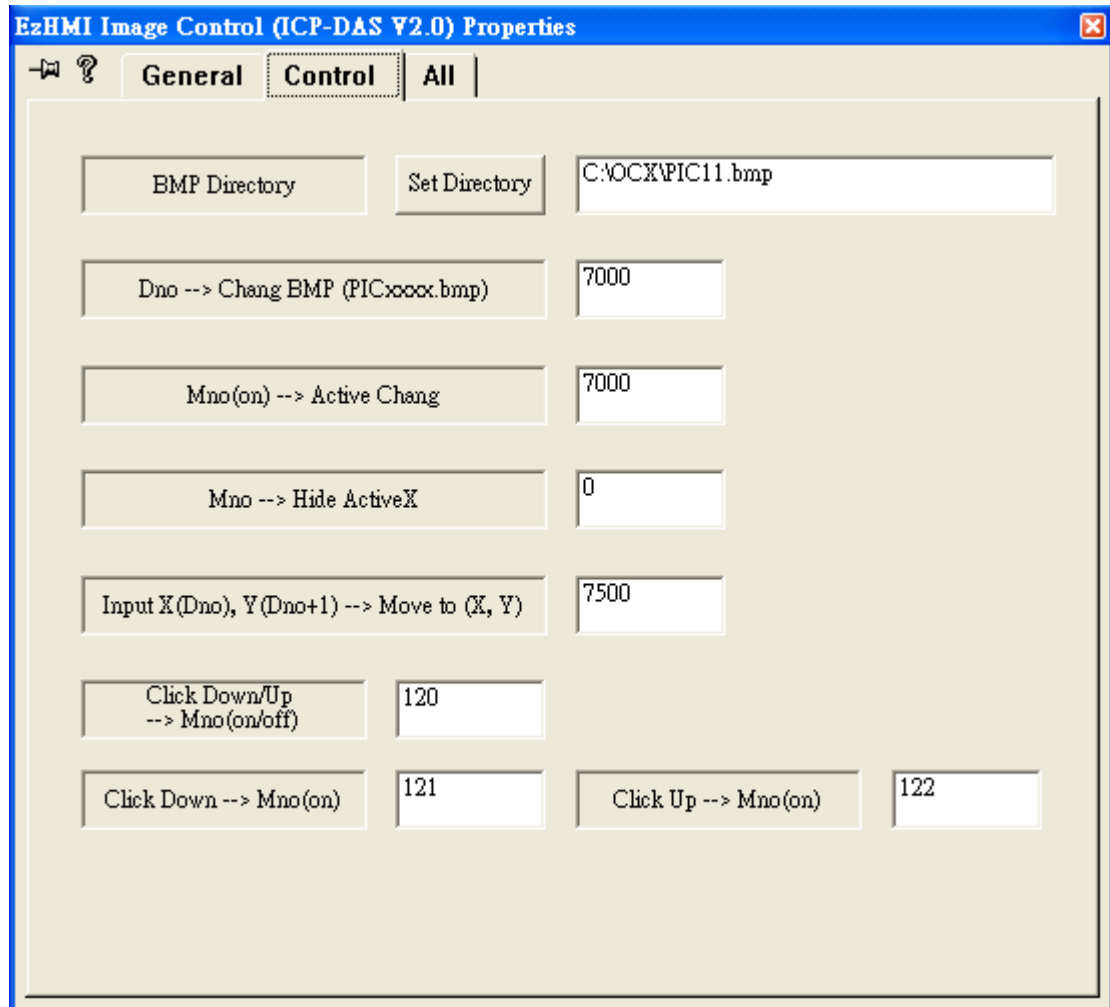 EzHMI Image Control (ICP-DAS V2.0) Properties
General Control All
BMP Directory Set Directory C:\OCX\PIC11.bmp
Dno --> Chang BMP (PICxxxx.bmp) 7000
Mno(on) --> Active Chang 7000
Mno --> Hide ActiveX 0
Input X(Dno), Y(Dno+1) --> Move to (X, Y) 7500
Click Down/Up
--> Mno(on/off) 120
Click Down --> Mno(on) 121 Click Up --> Mno(on) 122